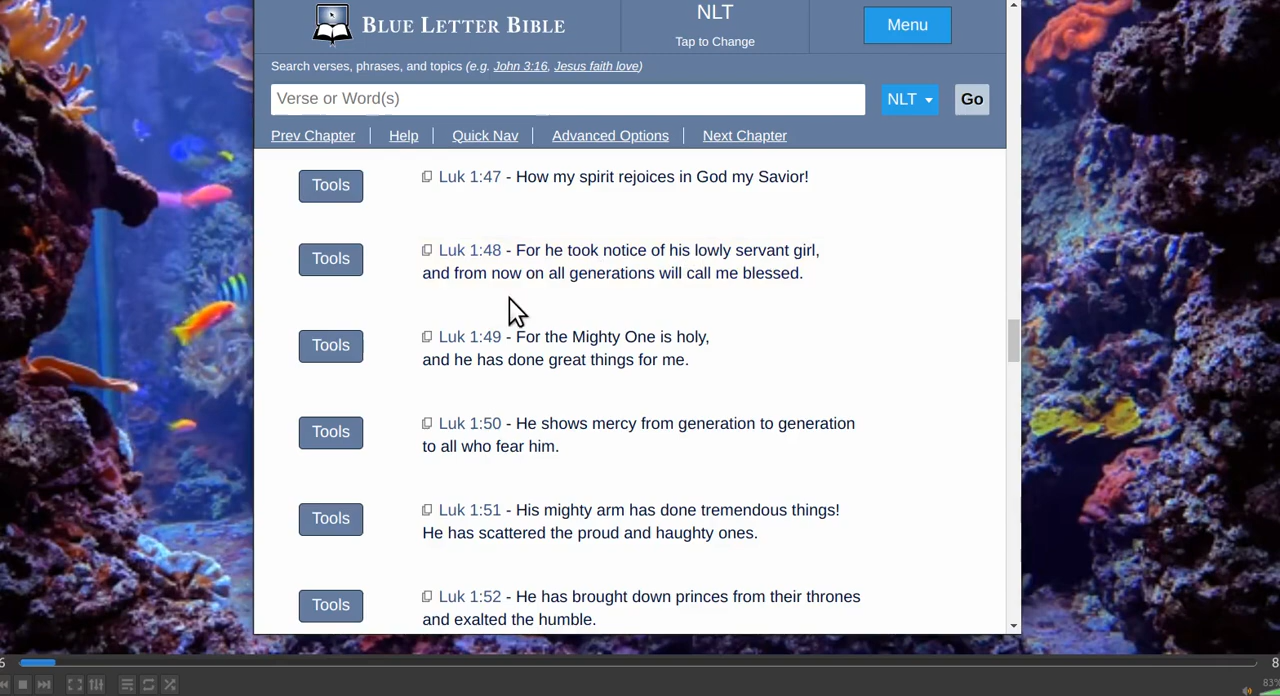 BLUE LETTER BIBLE
NLT
Tap to Change
Menu
Search verses, phrases, and topics (e.g. John 3:16, Jesus faith love)
Verse or Word(s)
NLT
Go
Prev Chapter
Help
Quick Nav
Advanced Options
Next Chapter
Tools
Luk 1:47 - How my spirit rejoices in God my Savior!
Tools
Luk 1:48 - For he took notice of his lowly servant girl,
and from now on all generations will call me blessed.
Tools
Luk 1:49 - For the Mighty One is holy,
and he has done great things for me.
Tools
Luk 1:50 - He shows mercy from generation to generation
to all who fear him.
Tools
Luk 1:51 - His mighty arm has done tremendous things!
He has scattered the proud and haughty ones.
Tools
Luk 1:52 - He has brought down princes from their thrones
and exalted the humble.
6
8
83%